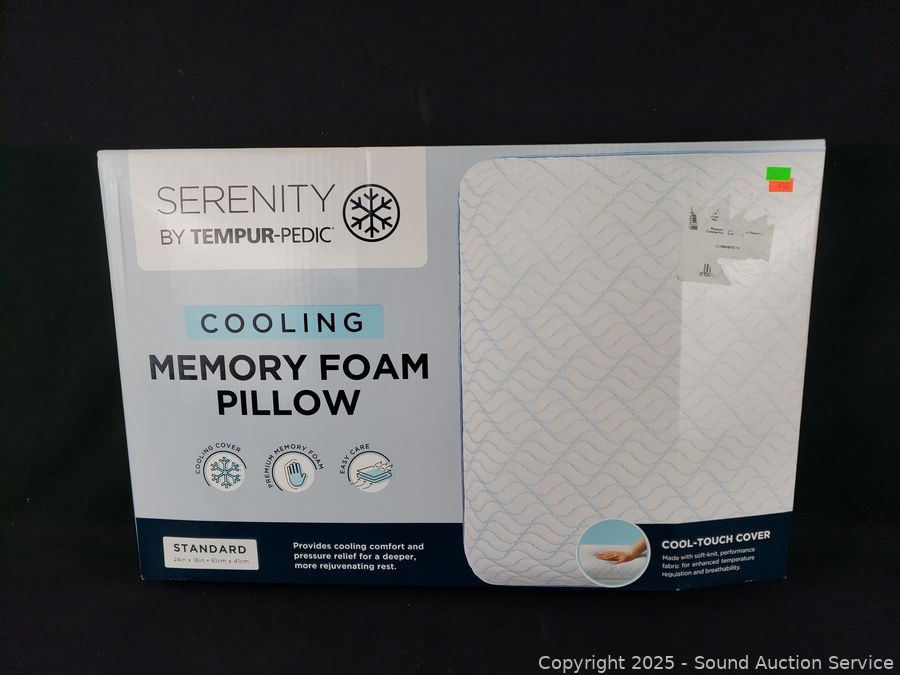 SERENITY
BY TEMPUR-PEDIC®
COOLING
MEMORY FOAM
PILLOW
COOLING COVER
PREMIUM MEMORY FOAM
EASY CARE
STANDARD
24in x 16in • 61cm x 41cm
Provides cooling comfort and
pressure relief for a deeper,
more rejuvenating rest.
COOL-TOUCH COVER
Made with soft-knit, performance
fabric for enhanced temperature
regulation and breathability.
Copyright 2025 - Sound Auction Service